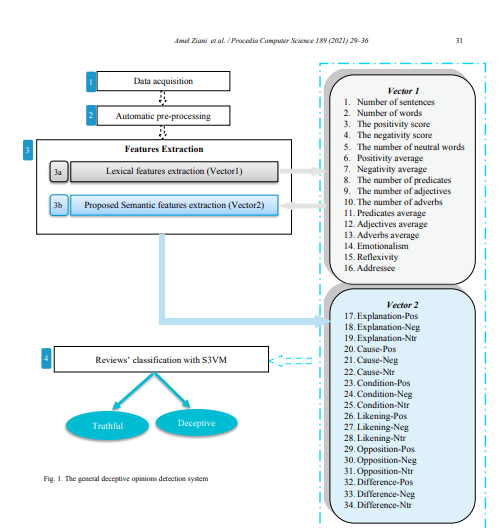 Amel Ziani et al. / Procedia Computer Science 189 (2021) 29–36
31
1
Data acquisition
2
Automatic pre-processing
3
Features Extraction
3a
Lexical features extraction (Vector1)
3b
Proposed Semantic features extraction (Vector2)
Vector 1
1. Number of sentences
2. Number of words
3. The positivity score
4. The negativity score
5. The number of neutral words
6. Positivity average
7. Negativity average
8. The number of predicates
9. The number of adjectives
10. The number of adverbs
11. Predicates average
12. Adjectives average
13. Adverbs average
14. Emotionalism
15. Reflexivity
16. Addressee
Vector 2
17. Explanation-Pos
18. Explanation-Neg
19. Explanation-Ntr
20. Cause-Pos
21. Cause-Neg
22. Cause-Ntr
23. Condition-Pos
24. Condition-Neg
25. Condition-Ntr
26. Likening-Pos
27. Likening-Neg
28. Likening-Ntr
29. Opposition-Pos
30. Opposition-Neg
31. Opposition-Ntr
32. Difference-Pos
33. Difference-Neg
34. Difference-Ntr
4
Reviews' classification with S3VM
Truthful
Deceptive
Fig. 1. The general deceptive opinions detection system